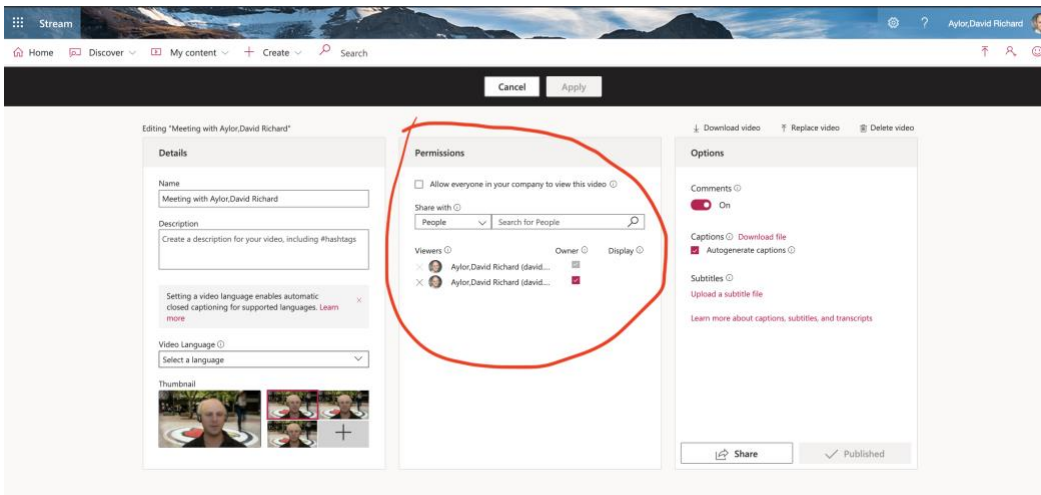 Stream
? Aylor,David Richard
Home Discover My content Create Search
Cancel Apply
Editing "Meeting with Aylor,David Richard"
Download video Replace video Delete video
Details
Name
Meeting with Aylor,David Richard
Description
Create a description for your video, including #hashtags
Setting a video language enables automatic
closed captioning for supported languages. Learn
more
Video Language
Select a language
Thumbnail
Permissions
Allow everyone in your company to view this video
Share with
People Search for People
Viewers Owner Display
Aylor,David Richard (david...
Aylor,David Richard (david...
Options
Comments
On
Captions Download file
Autogenerate captions
Subtitles
Upload a subtitle file
Learn more about captions, subtitles, and transcripts
Share Published